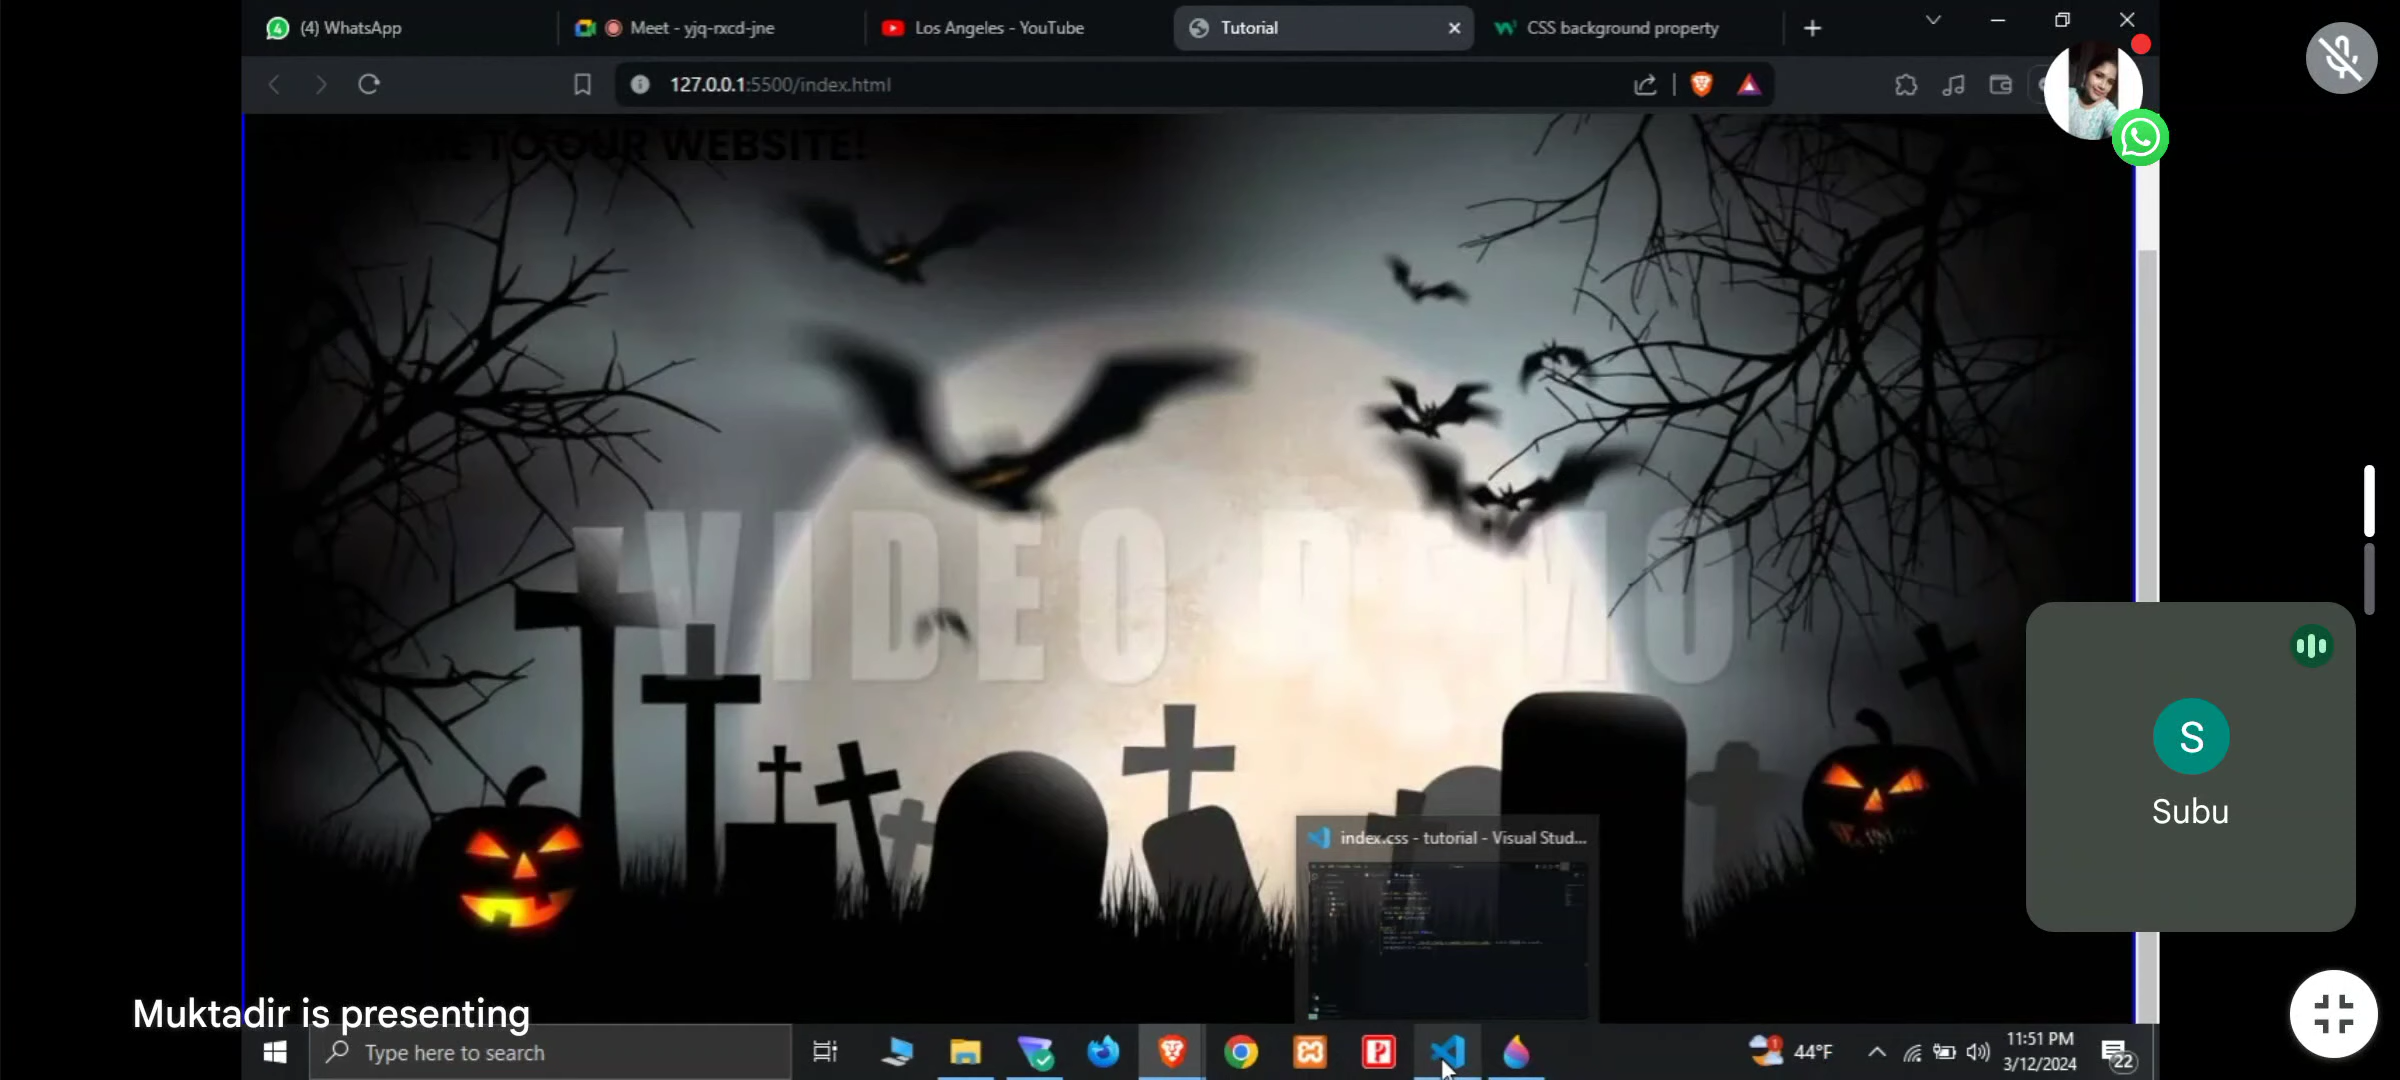 (4) WhatsApp
Meet - yjq-rxcd-jne
Los Angeles - YouTube
Tutorial
CSS background property
127.0.0.1:5500/index.html
TO OUR WEBSITE!
VIDEO DEMO
S
Subu
index.css - tutorial - Visual Stud...
Muktadir is presenting
Type here to search
44°F
11:51 PM
3/12/2024
22